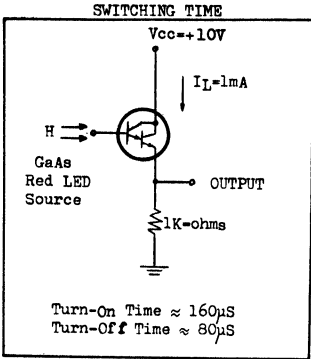 SWITCHING TIME
Vcc=+10V
IL=1mA
H
GaAs
Red LED
Source
OUTPUT
1K=ohms
Turn-On Time ≈ 160µS
Turn-Off Time ≈ 80µS